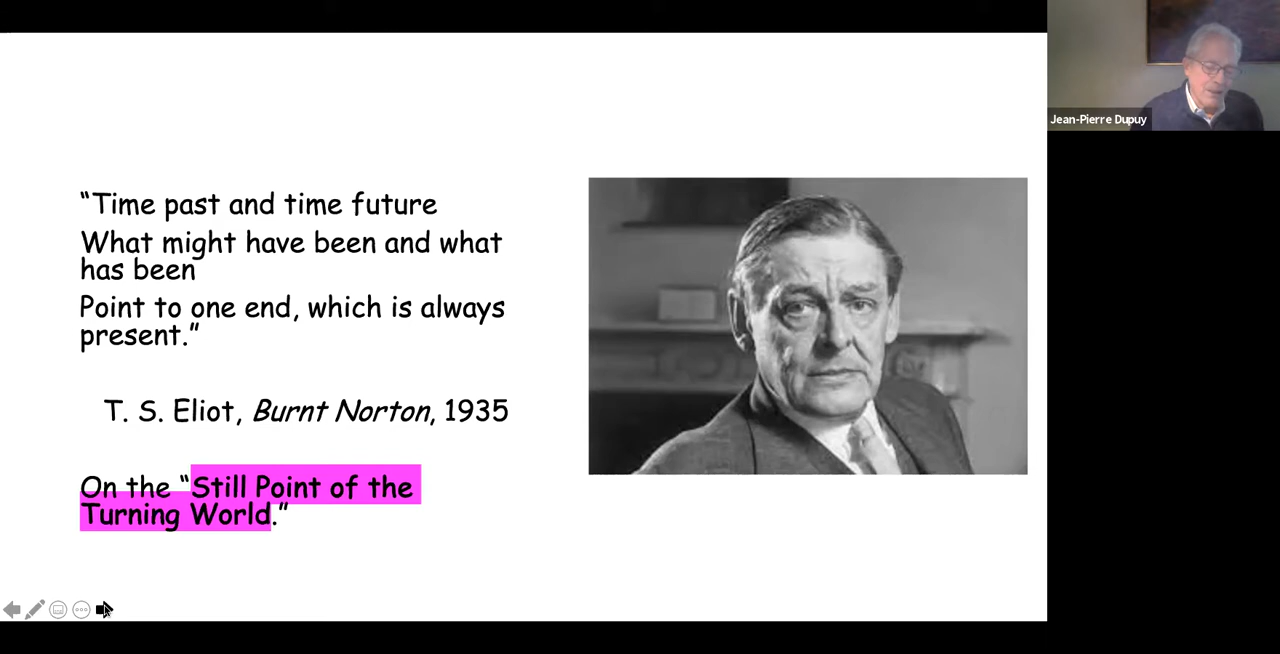 “Time past and time future
What might have been and what
has been
Point to one end, which is always
present.”
T. S. Eliot, Burnt Norton, 1935
On the “Still Point of the
Turning World.”
Jean-Pierre Dupuy